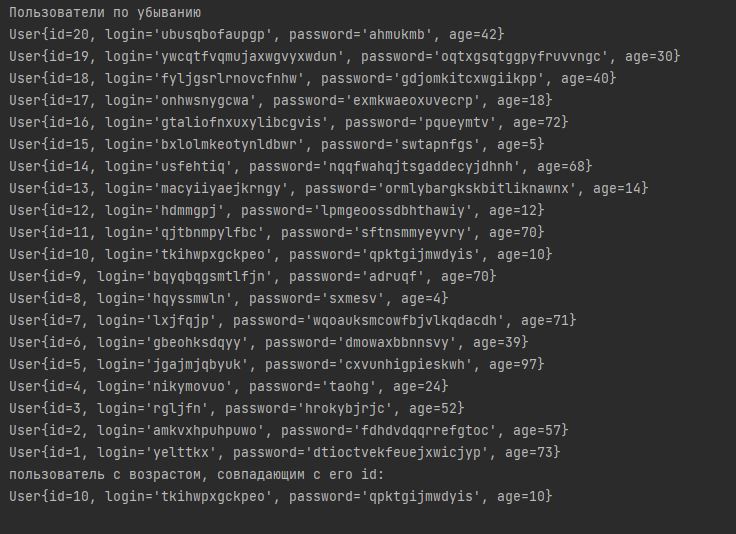 Пользователи по убыванию
User{id=20, login='ubusqbofaupgp', password='ahmukmb', age=42}
User{id=19, login='ywcqtfvqmujaxwgvyxwdun', password='oqtxgsqtggpyfruvvngc', age=30}
User{id=18, login='fyljgsrlrnovcfnhw', password='gdjomkitcxwgiikpp', age=40}
User{id=17, login='onhwsnygcwa', password='exmkwaeoxuvecrp', age=18}
User{id=16, login='gtaliofnxuxylibcgvis', password='pqueymtv', age=72}
User{id=15, login='bxlolmkeotynldbwr', password='swtapnfgs', age=5}
User{id=14, login='usfehtiq', password='nqqfwahqjtsgaddecyjdhnh', age=68}
User{id=13, login='macyiiyaejkrngy', password='ormlybargkskbitliknawnx', age=14}
User{id=12, login='hdmmgpj', password='lpmgeoossdbhthawiy', age=12}
User{id=11, login='qjtbnmpylfbc', password='sftnsmmyeyvry', age=70}
User{id=10, login='tkihwpxgckpeo', password='qpktgijmwdyis', age=10}
User{id=9, login='bqyqbqgsmtlfjn', password='adruqf', age=70}
User{id=8, login='hqyssmwln', password='sxmesv', age=4}
User{id=7, login='lxjfqjp', password='wqoauksmcowfbjvlkqdacdh', age=71}
User{id=6, login='gbeohksdqyy', password='dmowaxbbnnsvy', age=39}
User{id=5, login='jgajmjqbyuk', password='cxvunhigpieskwh', age=97}
User{id=4, login='nikymovuo', password='taohg', age=24}
User{id=3, login='rgljfn', password='hrokybjrjc', age=52}
User{id=2, login='amkvxhpuhpuwo', password='fdhdvdqqrrefgtoc', age=57}
User{id=1, login='yelttkx', password='dtioctvekfeuejxwicjyp', age=73}
пользователь с возрастом, совпадающим с его id:
User{id=10, login='tkihwpxgckpeo', password='qpktgijmwdyis', age=10}